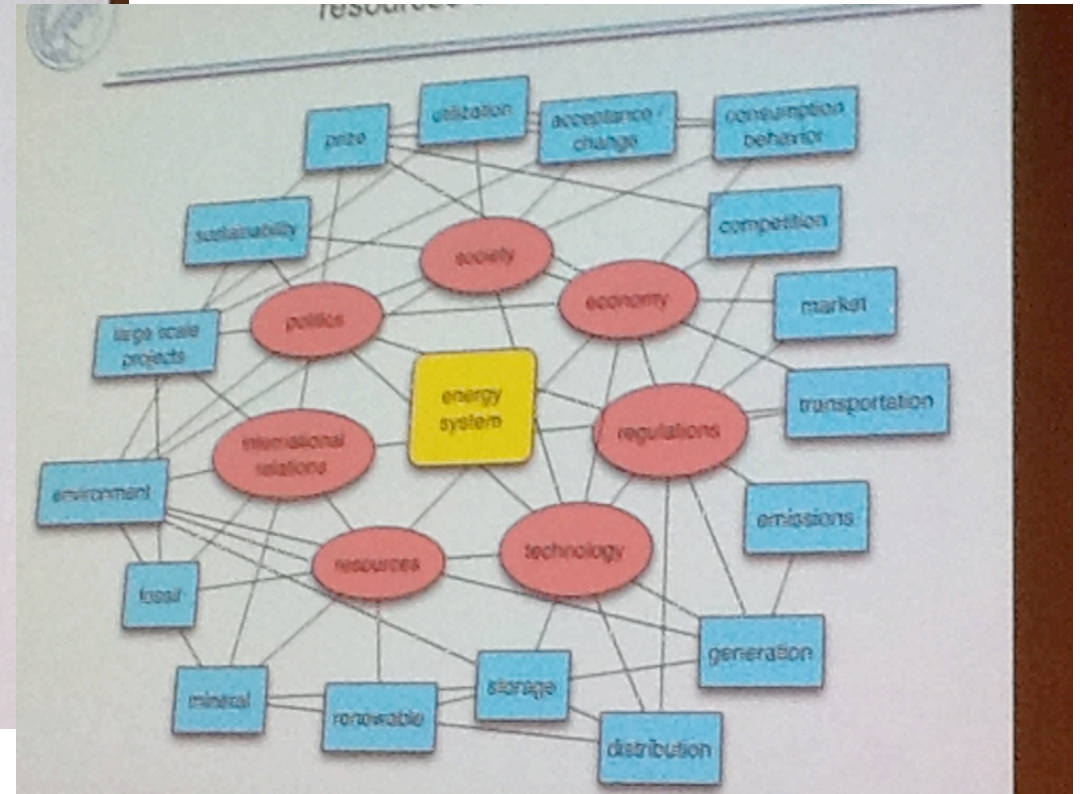 resources
utilization
acceptance /
change
consumption
behavior
prize
sustainability
competition
society
economy
politics
market
large scale
projects
energy
system
transportation
international
relations
regulations
environment
emissions
resources
technology
fossil
generation
mineral
renewable
storage
distribution